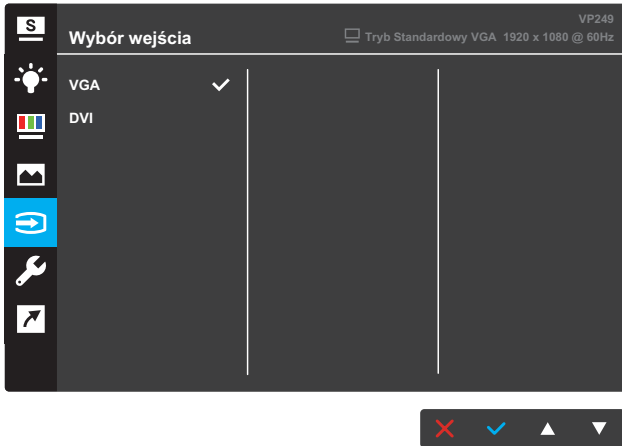 S
VP249
Wybór wejścia
Tryb Standardowy VGA 1920 x 1080 @ 60Hz
VGA
DVI